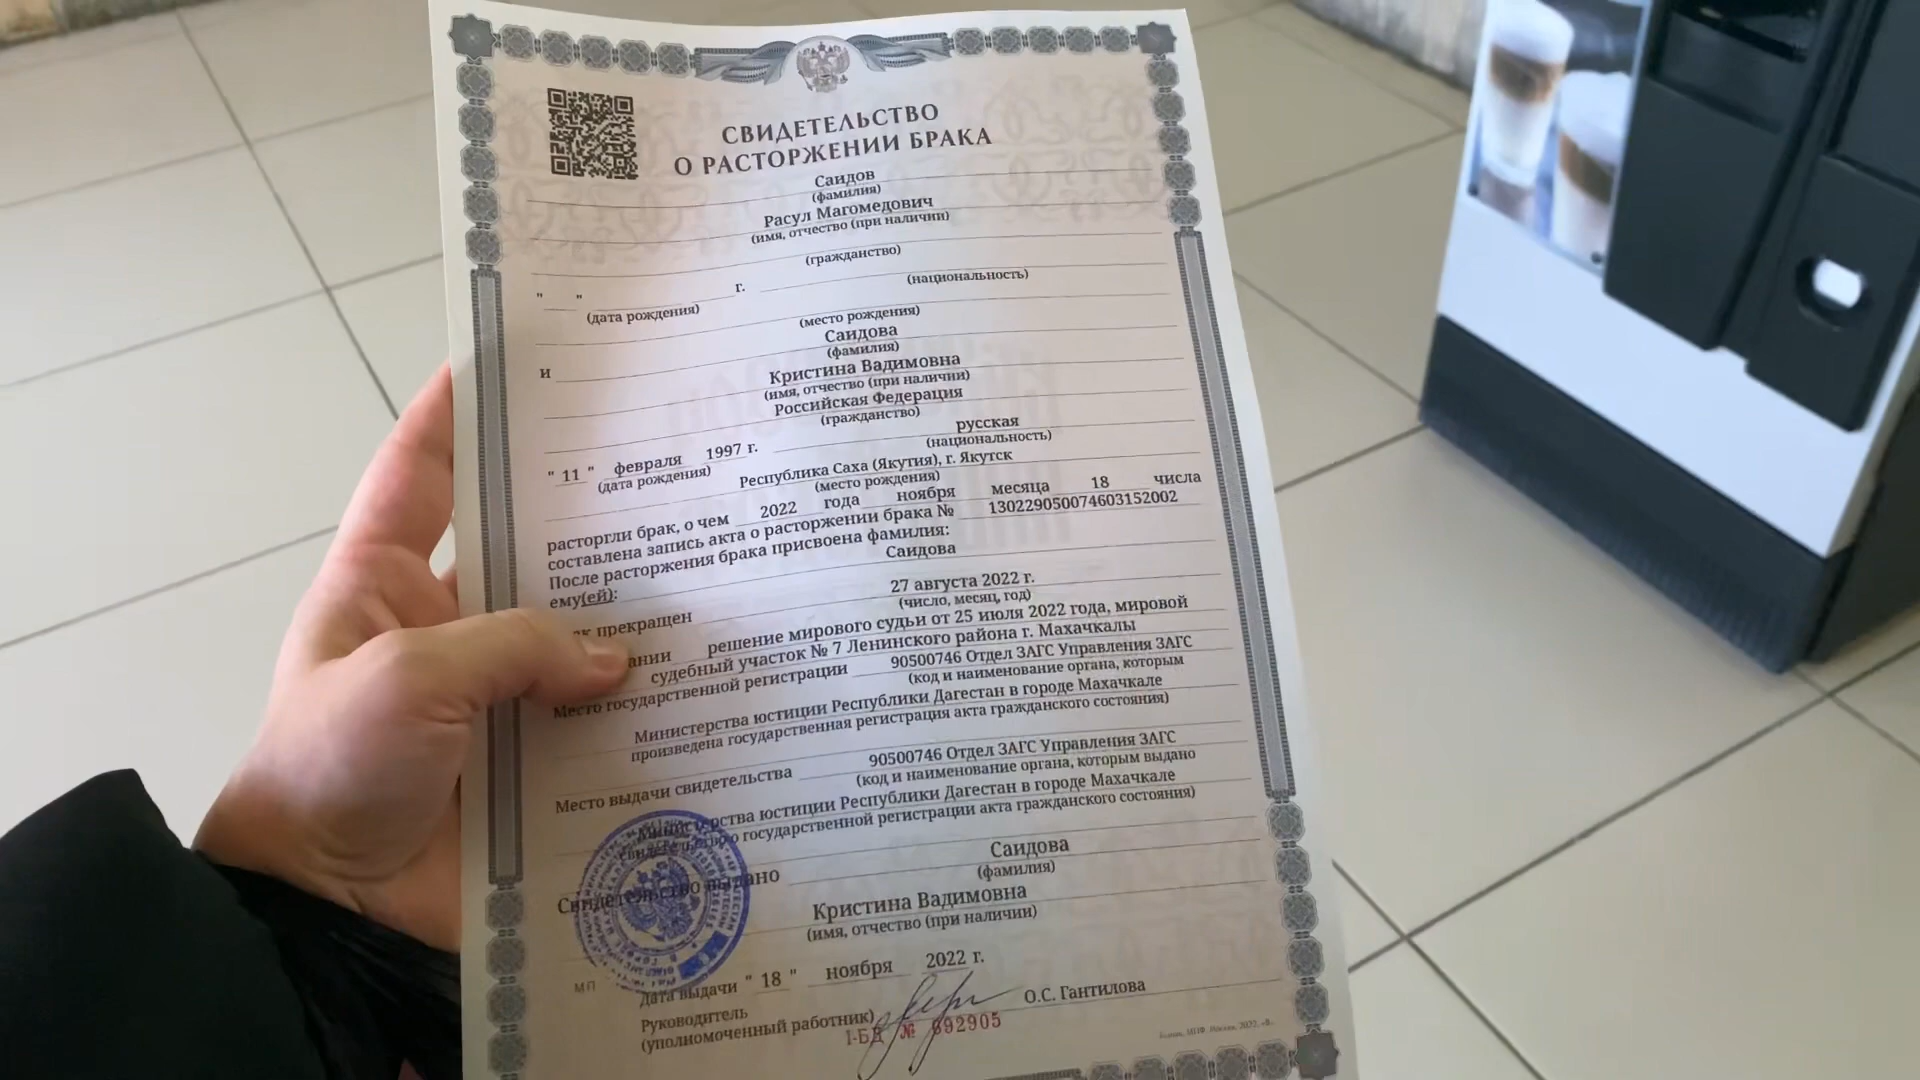 СВИДЕТЕЛЬСТВО
О РАСТОРЖЕНИИ БРАКА
Саидов
(фамилия)
Расул Магомедович
(имя, отчество (при наличии)
(гражданство)
" " г.
(национальность)
(дата рождения)
(место рождения)
Саидова
(фамилия)
и
Кристина Вадимовна
(имя, отчество (при наличии)
Российская Федерация
(гражданство)
русская
" 11 " февраля 1997 г.
(национальность)
(дата рождения)
Республика Саха (Якутия), г. Якутск
(место рождения)
расторгли брак, о чем 2022 года ноября месяца 18 числа
составлена запись акта о расторжении брака № 130229050074603152002
После расторжения брака присвоена фамилия:
ему(ей): Саидова
прекращен 27 августа 2022 г.
(число, месяц, год)
решение мирового судьи от 25 июля 2022 года, мировой
судебный участок № 7 Ленинского района г. Махачкалы
Место государственной регистрации 90500746 Отдел ЗАГС Управления ЗАГС
(код и наименование органа, которым
Министерства юстиции Республики Дагестан в городе Махачкале
произведена государственная регистрация акта гражданского состояния)
Место выдачи свидетельства 90500746 Отдел ЗАГС Управления ЗАГС
(код и наименование органа, которым выдано
Министерства юстиции Республики Дагестан в городе Махачкале
свидетельство о государственной регистрации акта гражданского состояния)
Свидетельство выдано Саидова
(фамилия)
Кристина Вадимовна
(имя, отчество (при наличии)
МП
Дата выдачи " 18 " ноября 2022 г.
Руководитель
(уполномоченный работник) О.С. Гантилова
I-БД № 692905